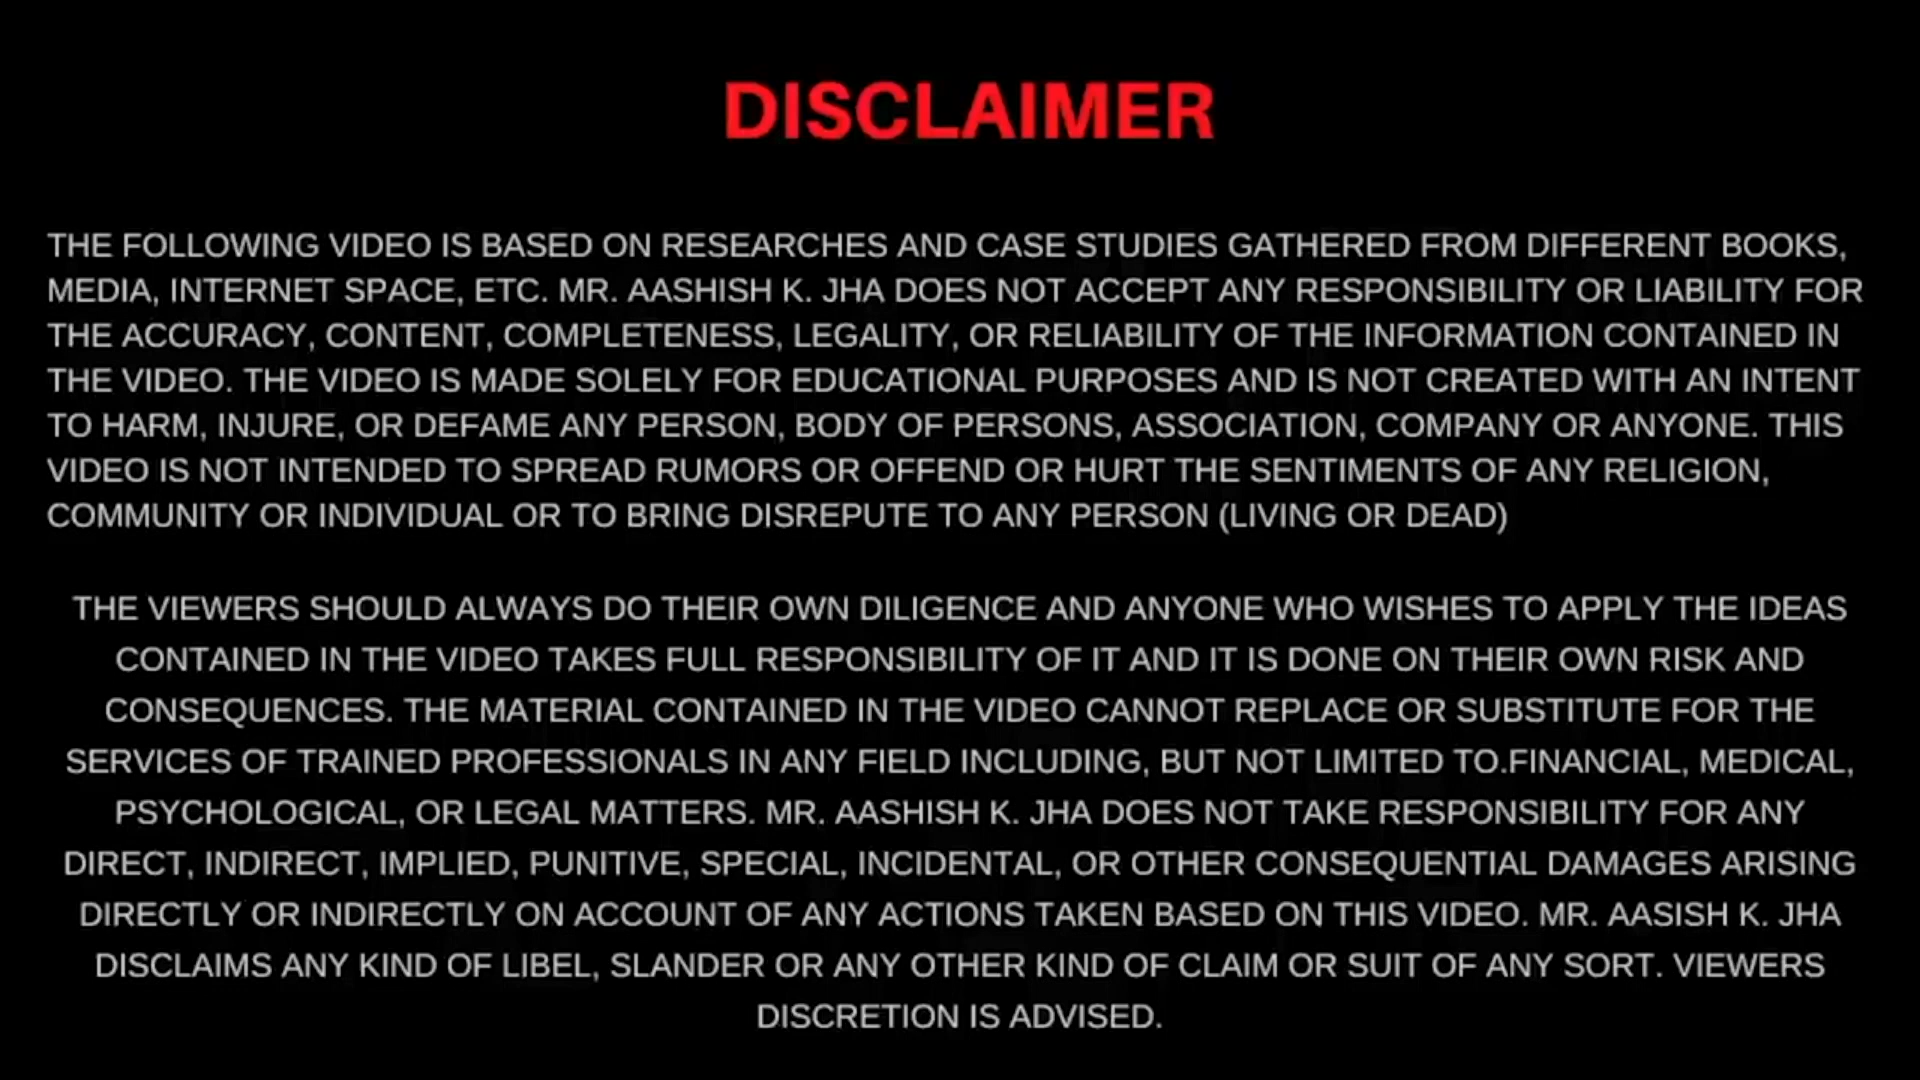 DISCLAIMER
THE FOLLOWING VIDEO IS BASED ON RESEARCHES AND CASE STUDIES GATHERED FROM DIFFERENT BOOKS,
MEDIA, INTERNET SPACE, ETC. MR. AASHISH K. JHA DOES NOT ACCEPT ANY RESPONSIBILITY OR LIABILITY FOR
THE ACCURACY, CONTENT, COMPLETENESS, LEGALITY, OR RELIABILITY OF THE INFORMATION CONTAINED IN
THE VIDEO. THE VIDEO IS MADE SOLELY FOR EDUCATIONAL PURPOSES AND IS NOT CREATED WITH AN INTENT
TO HARM, INJURE, OR DEFAME ANY PERSON, BODY OF PERSONS, ASSOCIATION, COMPANY OR ANYONE. THIS
VIDEO IS NOT INTENDED TO SPREAD RUMORS OR OFFEND OR HURT THE SENTIMENTS OF ANY RELIGION,
COMMUNITY OR INDIVIDUAL OR TO BRING DISREPUTE TO ANY PERSON (LIVING OR DEAD)
THE VIEWERS SHOULD ALWAYS DO THEIR OWN DILIGENCE AND ANYONE WHO WISHES TO APPLY THE IDEAS
CONTAINED IN THE VIDEO TAKES FULL RESPONSIBILITY OF IT AND IT IS DONE ON THEIR OWN RISK AND
CONSEQUENCES. THE MATERIAL CONTAINED IN THE VIDEO CANNOT REPLACE OR SUBSTITUTE FOR THE
SERVICES OF TRAINED PROFESSIONALS IN ANY FIELD INCLUDING, BUT NOT LIMITED TO.FINANCIAL, MEDICAL,
PSYCHOLOGICAL, OR LEGAL MATTERS. MR. AASHISH K. JHA DOES NOT TAKE RESPONSIBILITY FOR ANY
DIRECT, INDIRECT, IMPLIED, PUNITIVE, SPECIAL, INCIDENTAL, OR OTHER CONSEQUENTIAL DAMAGES ARISING
DIRECTLY OR INDIRECTLY ON ACCOUNT OF ANY ACTIONS TAKEN BASED ON THIS VIDEO. MR. AASISH K. JHA
DISCLAIMS ANY KIND OF LIBEL, SLANDER OR ANY OTHER KIND OF CLAIM OR SUIT OF ANY SORT. VIEWERS
DISCRETION IS ADVISED.